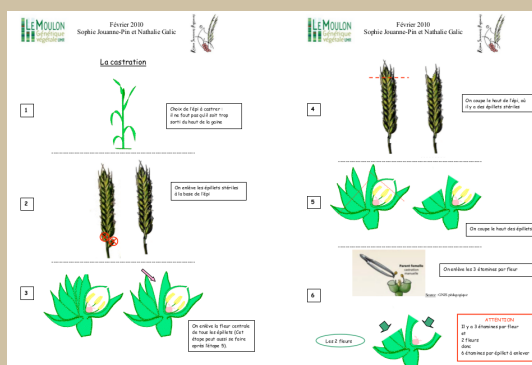 LE MOULON
Génétique
végétale
Février 2010
Sophie Jouanne-Pin et Nathalie Galic
La castration
1
Choix de l'épi à castrer :
il ne faut pas qu'il soit trop
sorti du haut de la gaine
2
On enlève les épillets stériles
à la base de l'épi
3
On enlève la fleur centrale
de tous les épillets (Cet
étape peut aussi se faire
après l'étape 5).
LE MOULON
Génétique
végétale
Février 2010
Sophie Jouanne-Pin et Nathalie Galic
4
On coupe le haut de l'épi, où
il y a des épillets stériles
5
On coupe le haut des épillets
6
Parent femelle
castration
manuelle
On enlève les 3 étamines par fleur
Les 2 fleurs
ATTENTION
Il y a 3 étamines par fleur
et
2 fleurs
donc
6 étamines par épillet à enlever